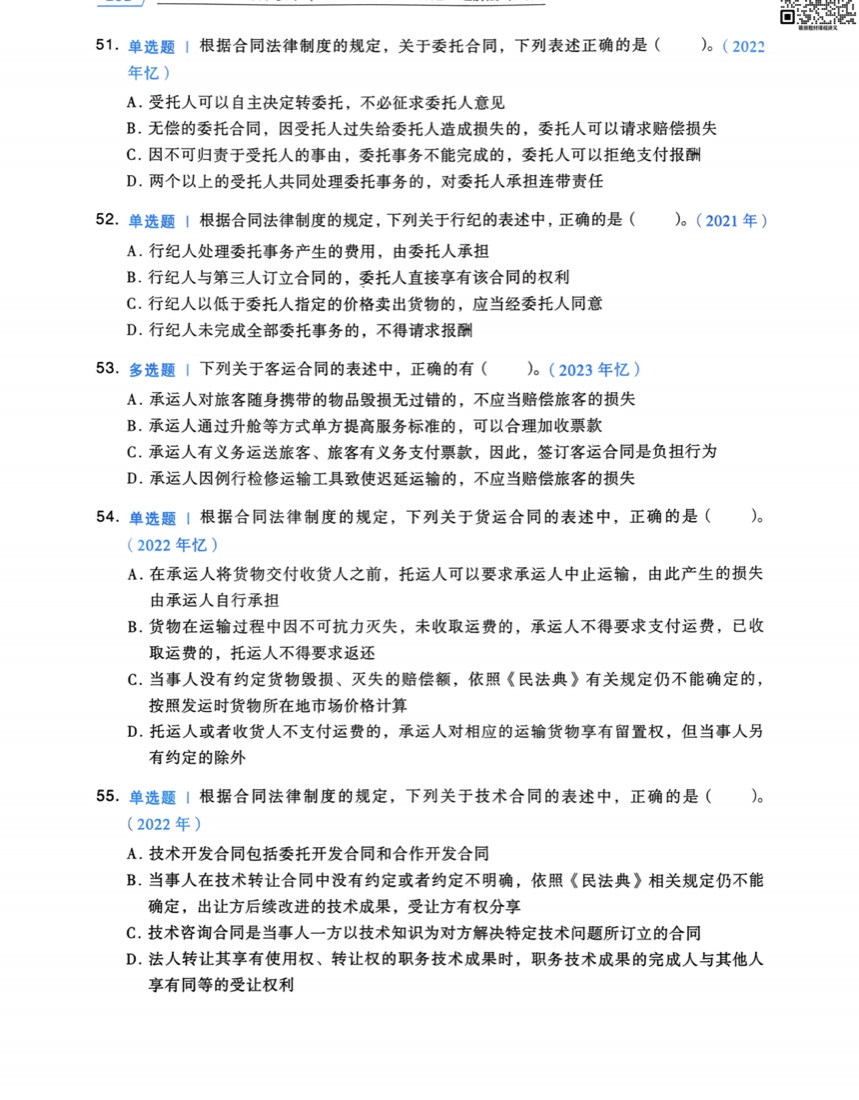 51. 单选题 | 根据合同法律制度的规定，关于委托合同，下列表述正确的是（　　）。（2022
年忆）
A. 受托人可以自主决定转委托，不必征求委托人意见
B. 无偿的委托合同，因受托人过失给委托人造成损失的，委托人可以请求赔偿损失
C. 因不可归责于受托人的事由，委托事务不能完成的，委托人可以拒绝支付报酬
D. 两个以上的受托人共同处理委托事务的，对委托人承担连带责任
52. 单选题 | 根据合同法律制度的规定，下列关于行纪的表述中，正确的是（　　）。（2021 年）
A. 行纪人处理委托事务产生的费用，由委托人承担
B. 行纪人与第三人订立合同的，委托人直接享有该合同的权利
C. 行纪人以低于委托人指定的价格卖出货物的，应当经委托人同意
D. 行纪人未完成全部委托事务的，不得请求报酬
53. 多选题 | 下列关于客运合同的表述中，正确的有（　　）。（2023 年忆）
A. 承运人对旅客随身携带的物品毁损无过错的，不应当赔偿旅客的损失
B. 承运人通过升舱等方式单方提高服务标准的，可以合理加收票款
C. 承运人有义务运送旅客、旅客有义务支付票款，因此，签订客运合同是负担行为
D. 承运人因例行检修运输工具致使迟延运输的，不应当赔偿旅客的损失
54. 单选题 | 根据合同法律制度的规定，下列关于货运合同的表述中，正确的是（　　）。
（2022 年忆）
A. 在承运人将货物交付收货人之前，托运人可以要求承运人中止运输，由此产生的损失
由承运人自行承担
B. 货物在运输过程中因不可抗力灭失，未收取运费的，承运人不得要求支付运费，已收
取运费的，托运人不得要求返还
C. 当事人没有约定货物毁损、灭失的赔偿额，依照《民法典》有关规定仍不能确定的，
按照发运时货物所在地市场价格计算
D. 托运人或者收货人不支付运费的，承运人对相应的运输货物享有留置权，但当事人另
有约定的除外
55. 单选题 | 根据合同法律制度的规定，下列关于技术合同的表述中，正确的是（　　）。
（2022 年）
A. 技术开发合同包括委托开发合同和合作开发合同
B. 当事人在技术转让合同中没有约定或者约定不明确，依照《民法典》相关规定仍不能
确定，出让方后续改进的技术成果，受让方有权分享
C. 技术咨询合同是当事人一方以技术知识为对方解决特定技术问题所订立的合同
D. 法人转让其享有使用权、转让权的职务技术成果时，职务技术成果的完成人与其他人
享有同等的受让权利